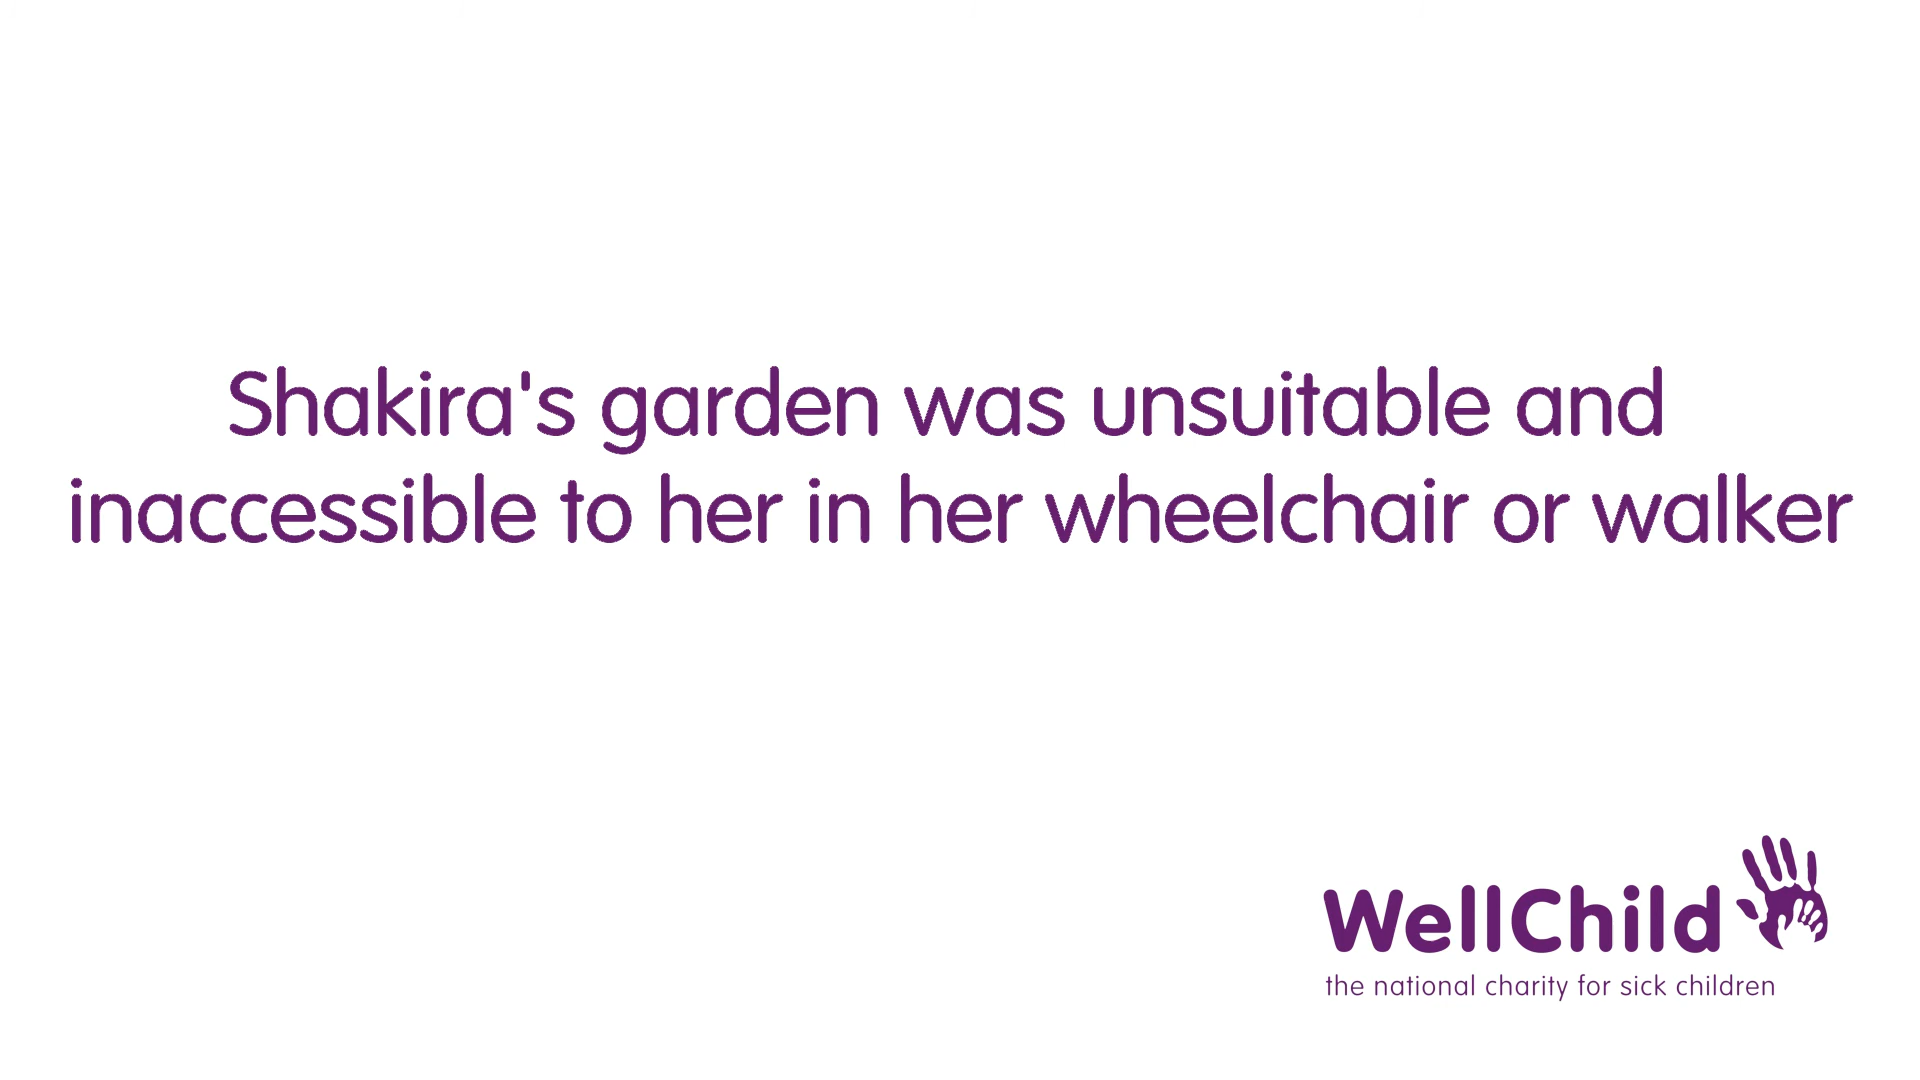 Shakira's garden was unsuitable and
inaccessible to her in her wheelchair or walker
WellChild
the national charity for sick children